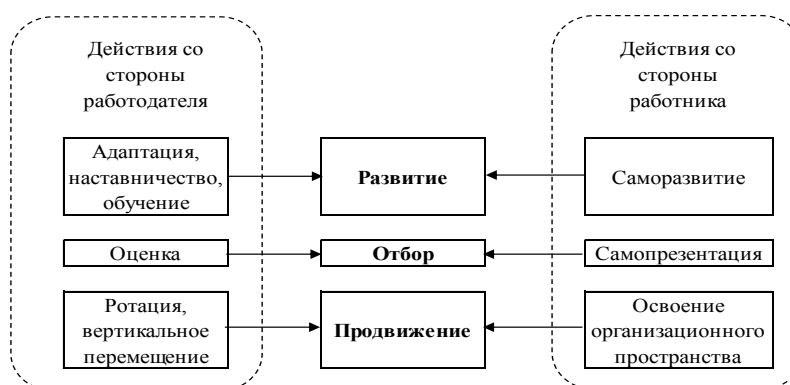 Действия со
стороны
работодателя
Действия со
стороны
работника
Адаптация,
наставничество,
обучение
Развитие
Саморазвитие
Оценка
Отбор
Самопрезентация
Ротация,
вертикальное
перемещение
Продвижение
Освоение
организационного
пространства